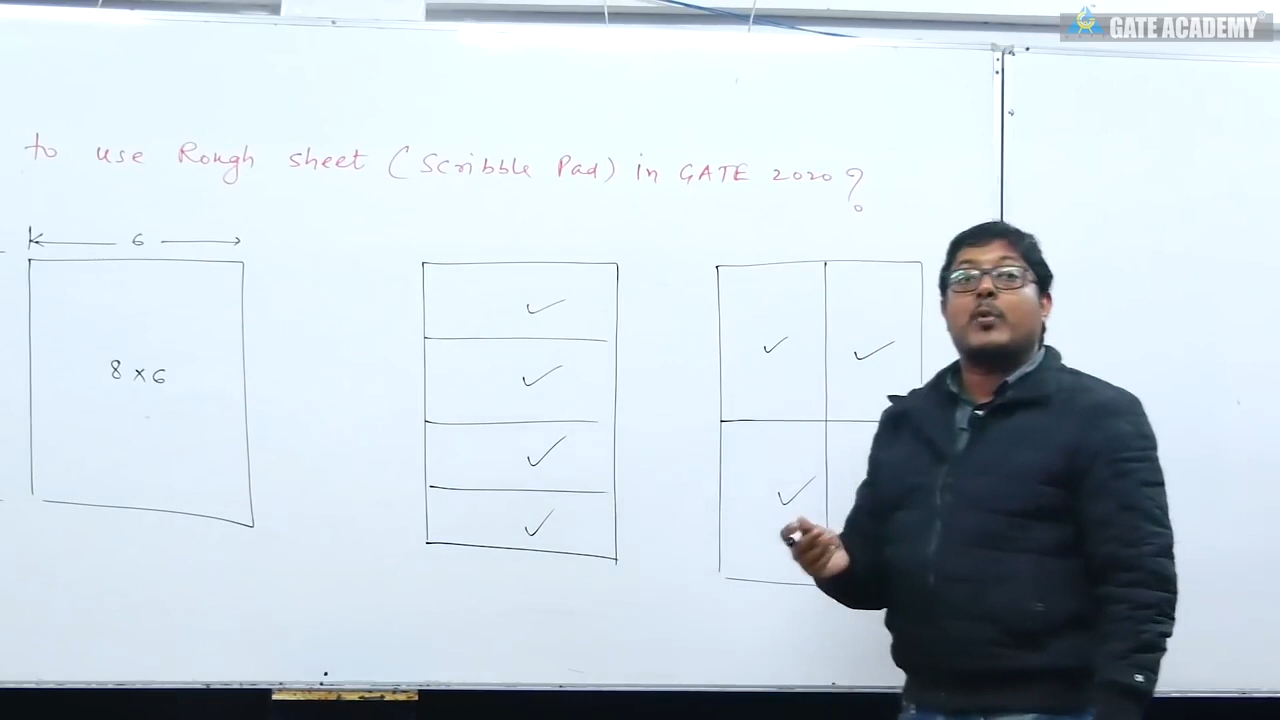 GATE ACADEMY
to use Rough sheet (Scribble Pad) in GATE 2020?
6
8 × 6